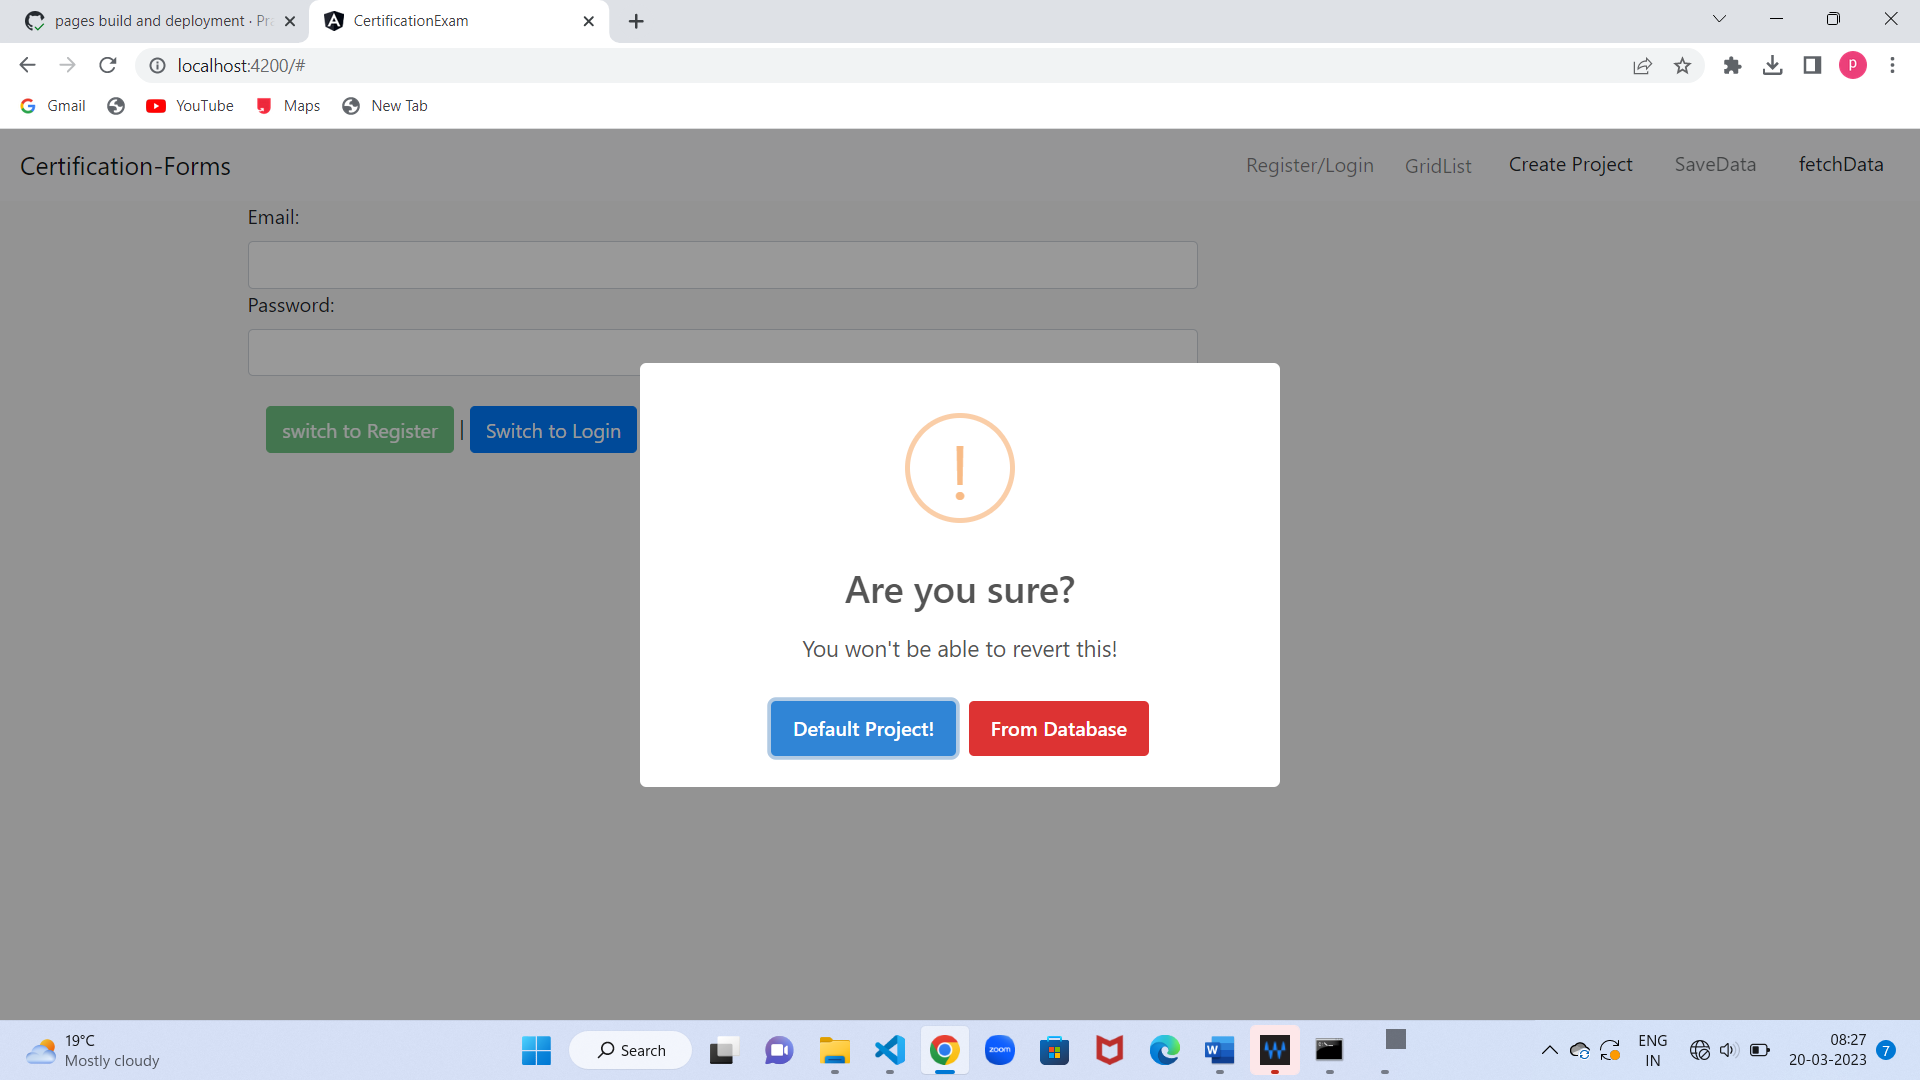 pages build and deployment · Pra
CertificationExam
localhost:4200/#
P
Gmail
YouTube
Maps
New Tab
Certification-Forms
Register/Login
GridList
Create Project
SaveData
fetchData
Email:
Password:
switch to Register | Switch to Login
!
Are you sure?
You won't be able to revert this!
Default Project!
From Database
19°C
Mostly cloudy
Search
zoom
W
ENG
IN
08:27
20-03-2023
7